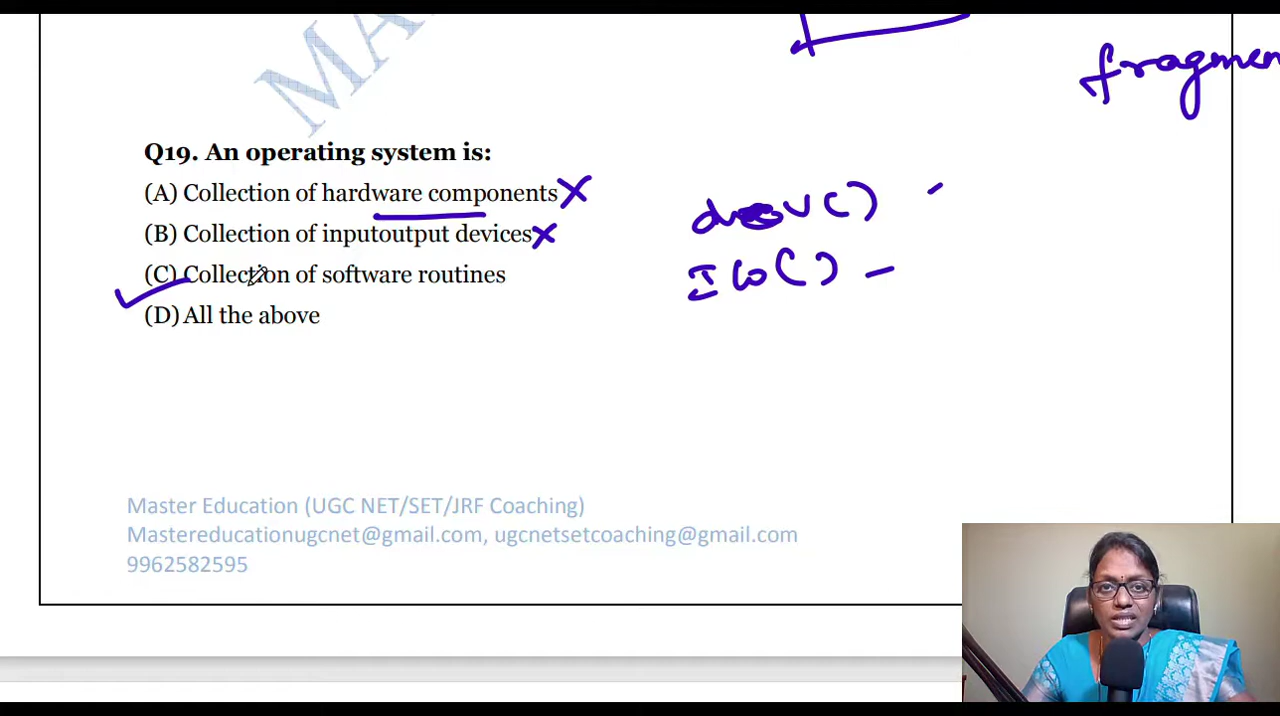 MA
fragmen
Q19. An operating system is:
(A) Collection of hardware components
(B) Collection of inputoutput devices
(C) Collection of software routines
(D) All the above
Master Education (UGC NET/SET/JRF Coaching)
Mastereducationugcnet@gmail.com, ugcnetsetcoaching@gmail.com
9962582595